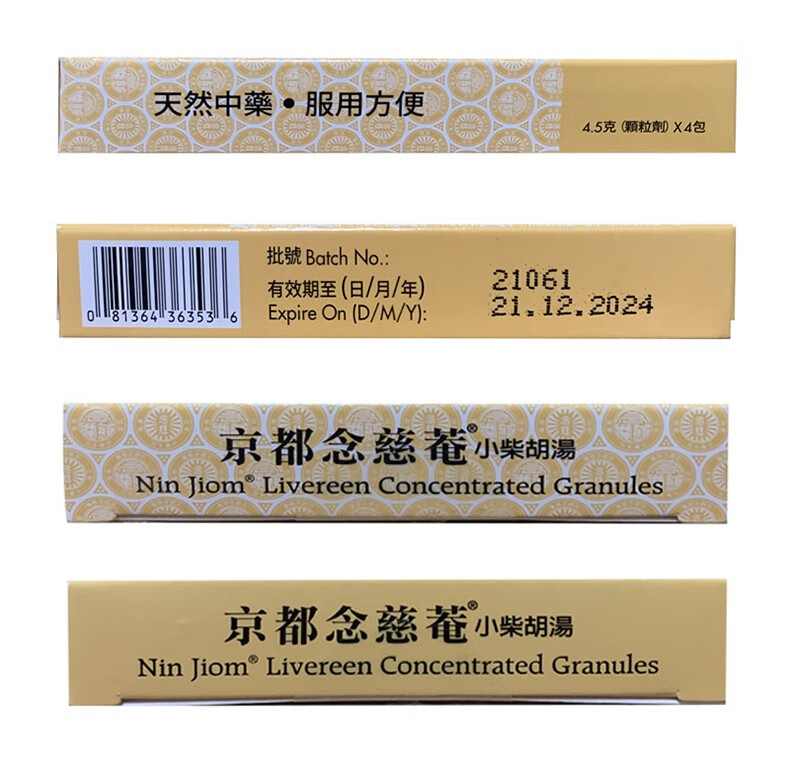 天然中藥•服用方便
4.5克 (顆粒劑) X 4包
批號 Batch No.:
21061
有效期至 (日/月/年)
Expire On (D/M/Y):
21.12.2024
0 81364 36353 6
京都念慈菴® 小柴胡湯
Nin Jiom® Livereen Concentrated Granules
京都念慈菴® 小柴胡湯
Nin Jiom® Livereen Concentrated Granules